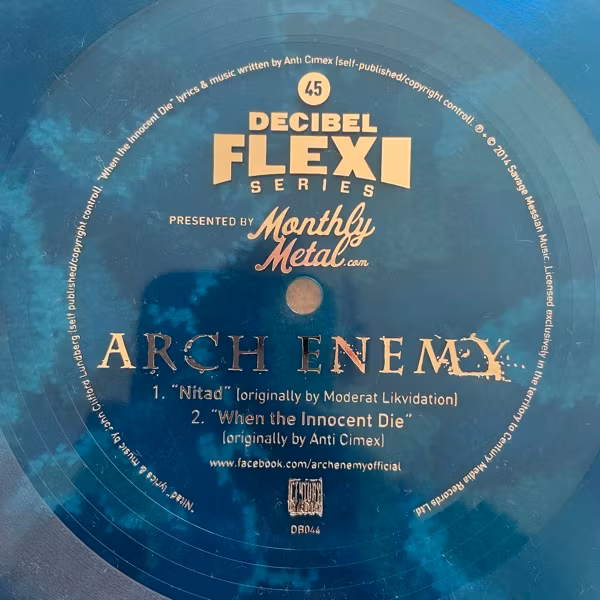 "Nitad" lyrics & music by John Clifford Lundberg (self published/copyright control). "When the Innocent Die" lyrics & music written by Anti Cimex (self-published/copyright control). ℗ + © 2014 Savage Messiah Music. Licensed exclusively in the territory to Century Media Records Ltd.
45
DECIBEL
FLEXI
SERIES
PRESENTED BY Monthly
Metal.com
ARCH ENEMY
1. "Nitad" (originally by Moderat Likvidation)
2. "When the Innocent Die"
(originally by Anti Cimex)
www.facebook.com/archenemyofficial
CENTURY
MEDIA
DB044